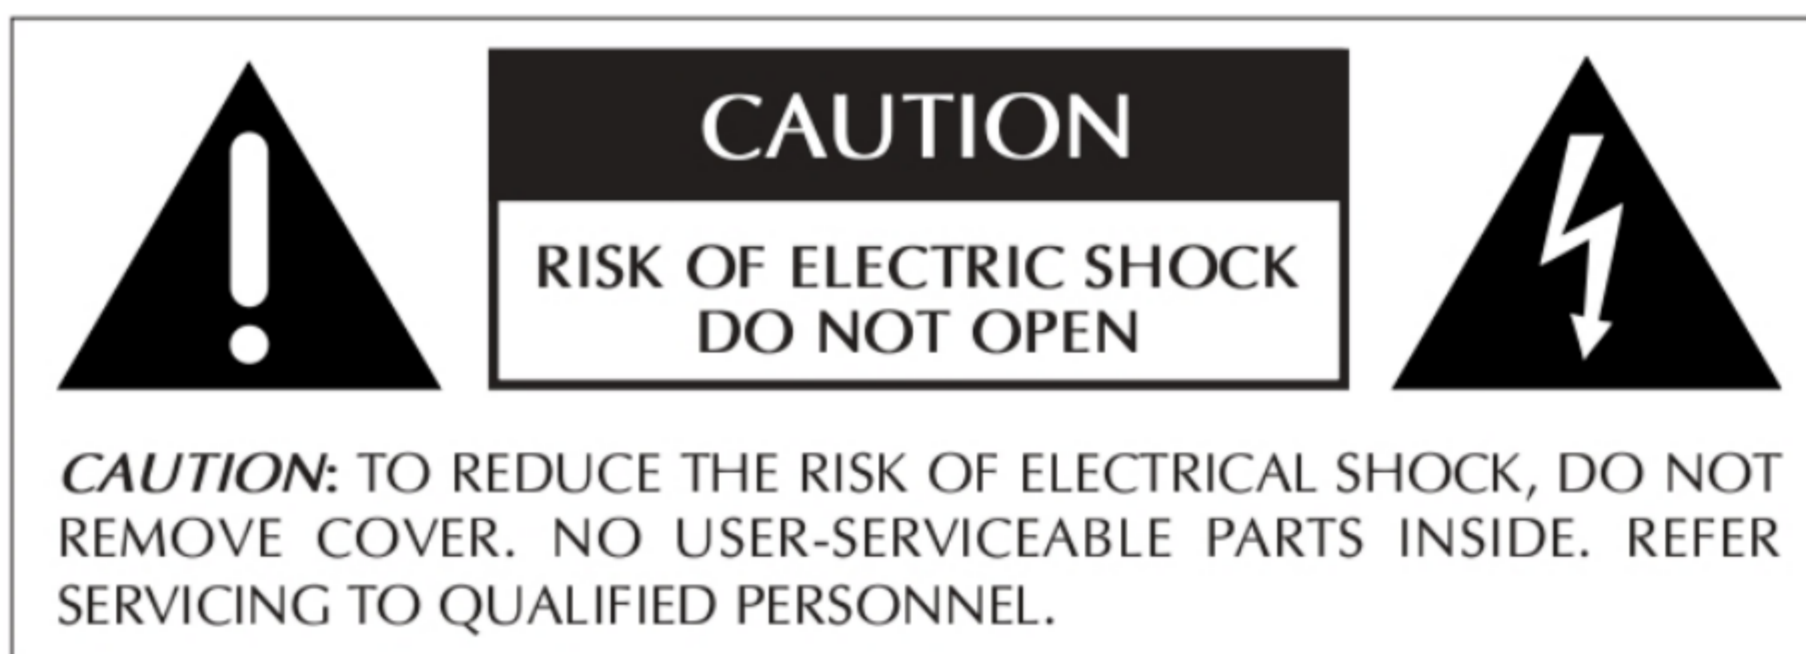 CAUTION
RISK OF ELECTRIC SHOCK
DO NOT OPEN
CAUTION: TO REDUCE THE RISK OF ELECTRICAL SHOCK, DO NOT
REMOVE COVER. NO USER-SERVICEABLE PARTS INSIDE. REFER
SERVICING TO QUALIFIED PERSONNEL.